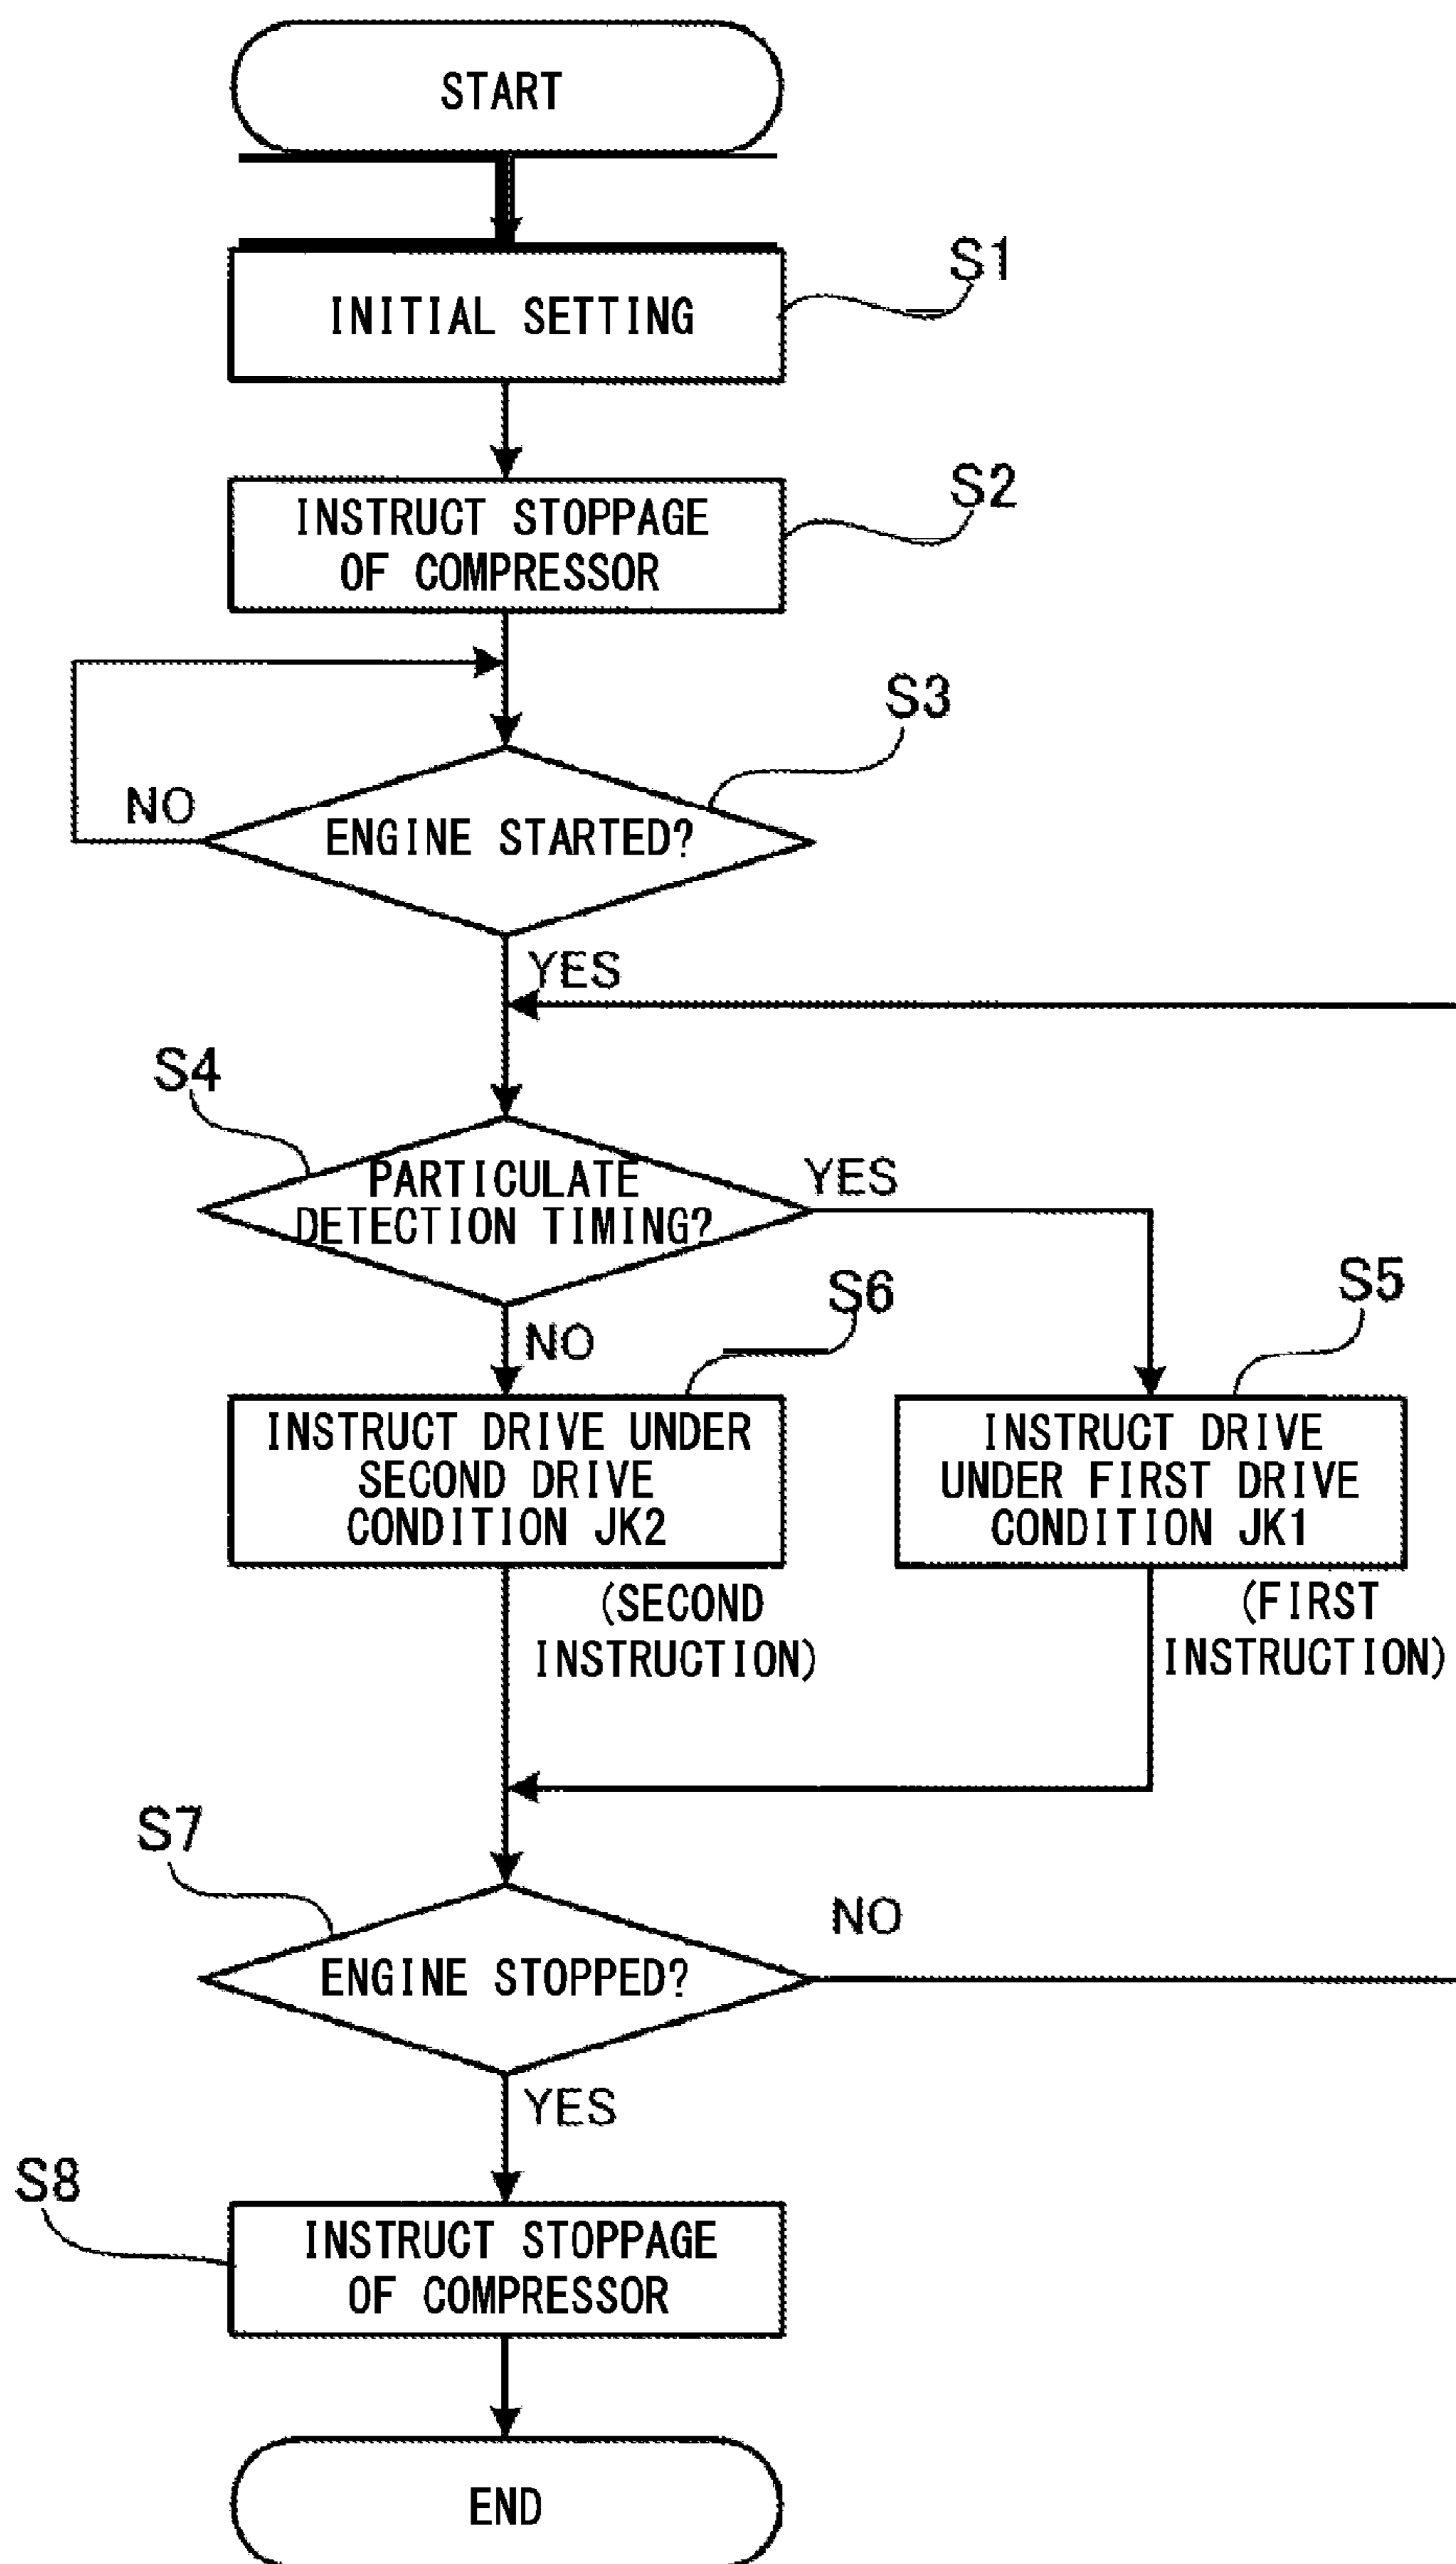 START
S1
INITIAL SETTING
S2
INSTRUCT STOPPAGE
OF COMPRESSOR
S3
NO
ENGINE STARTED?
YES
S4
PARTICULATE
DETECTION TIMING?
YES
S6
S5
NO
INSTRUCT DRIVE UNDER
SECOND DRIVE
CONDITION JK2
INSTRUCT DRIVE
UNDER FIRST DRIVE
CONDITION JK1
(SECOND
INSTRUCTION)
(FIRST
INSTRUCTION)
S7
NO
ENGINE STOPPED?
YES
S8
INSTRUCT STOPPAGE
OF COMPRESSOR
END